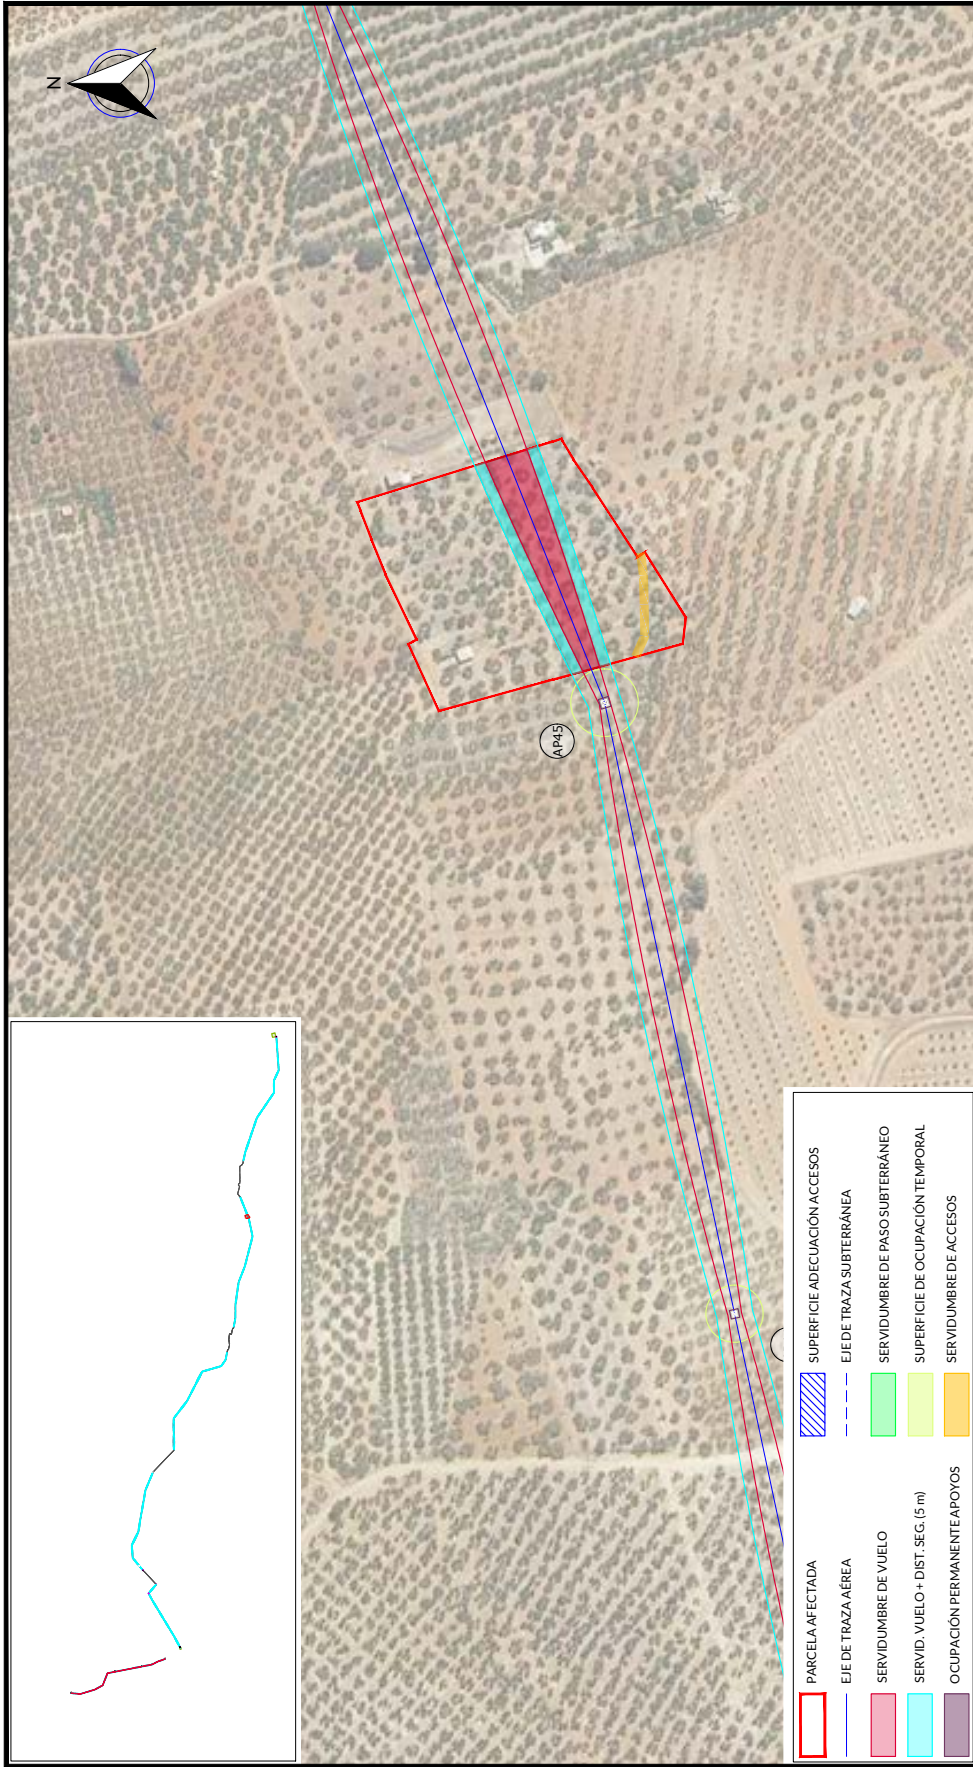 N
AP45
PARCELA AFECTADA
EJE DE TRAZA AÉREA
SERVIDUMBRE DE VUELO
SERVID. VUELO + DIST. SEG. (5 m)
OCUPACIÓN PERMANENTE APOYOS
SUPERFICIE ADECUACIÓN ACCESOS
EJE DE TRAZA SUBTERRÁNEA
SERVIDUMBRE DE PASO SUBTERRÁNEO
SUPERFICIE DE OCUPACIÓN TEMPORAL
SERVIDUMBRE DE ACCESOS